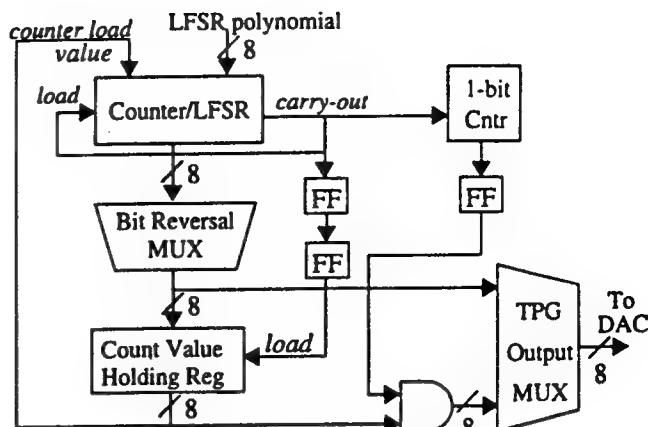 counter load
value
LFSR polynomial
8
load
Counter/LFSR
carry-out
1-bit
Cntr
8
FF
FF
Bit Reversal
MUX
FF
8
TPG
Output
MUX
To
DAC
8
Count Value
Holding Reg
load
8
8